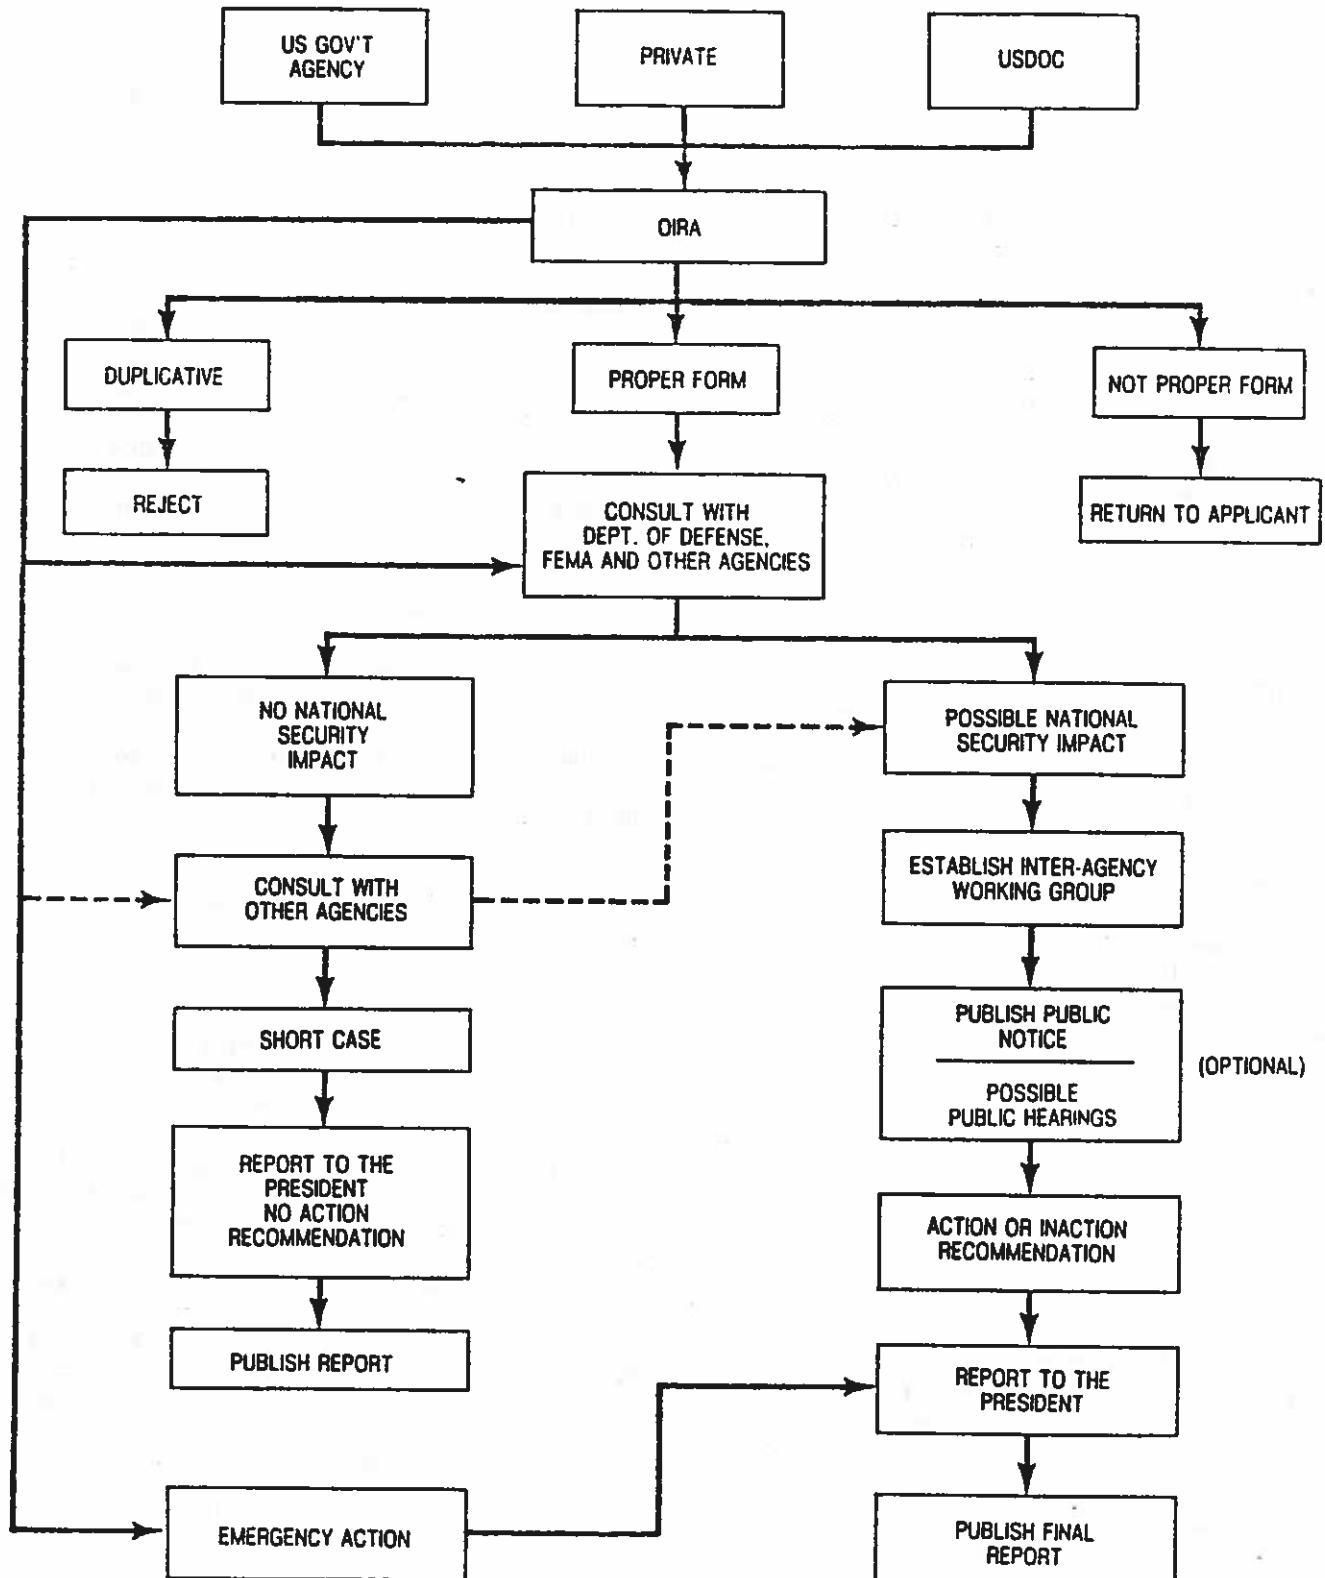 US GOV'T
AGENCY
PRIVATE
USDOC
OIRA
DUPLICATIVE
PROPER FORM
NOT PROPER FORM
REJECT
CONSULT WITH
DEPT. OF DEFENSE,
FEMA AND OTHER AGENCIES
RETURN TO APPLICANT
NO NATIONAL
SECURITY
IMPACT
POSSIBLE NATIONAL
SECURITY IMPACT
CONSULT WITH
OTHER AGENCIES
ESTABLISH INTER-AGENCY
WORKING GROUP
SHORT CASE
PUBLISH PUBLIC
NOTICE
POSSIBLE
PUBLIC HEARINGS
(OPTIONAL)
REPORT TO THE
PRESIDENT
NO ACTION
RECOMMENDATION
ACTION OR INACTION
RECOMMENDATION
PUBLISH REPORT
REPORT TO THE
PRESIDENT
EMERGENCY ACTION
PUBLISH FINAL
REPORT